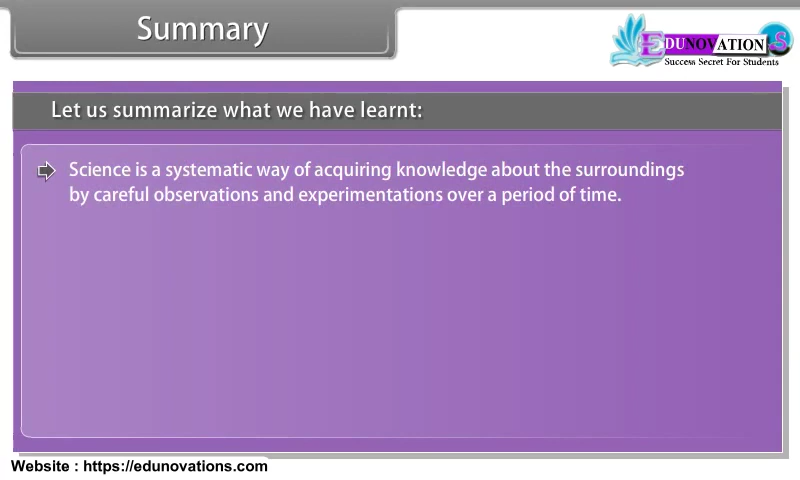 Summary
EDUNOVATIONS
Success Secret For Students
Let us summarize what we have learnt:
Science is a systematic way of acquiring knowledge about the surroundings
by careful observations and experimentations over a period of time.
Website : https://edunovations.com